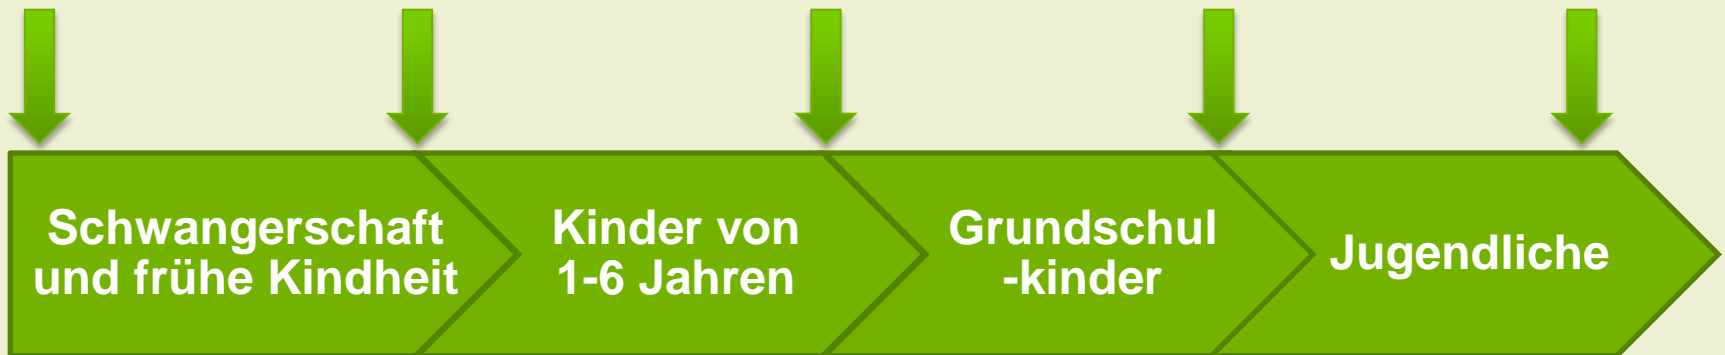 Schwangerschaft
und frühe Kindheit
Kinder von
1-6 Jahren
Grundschul
-kinder
Jugendliche